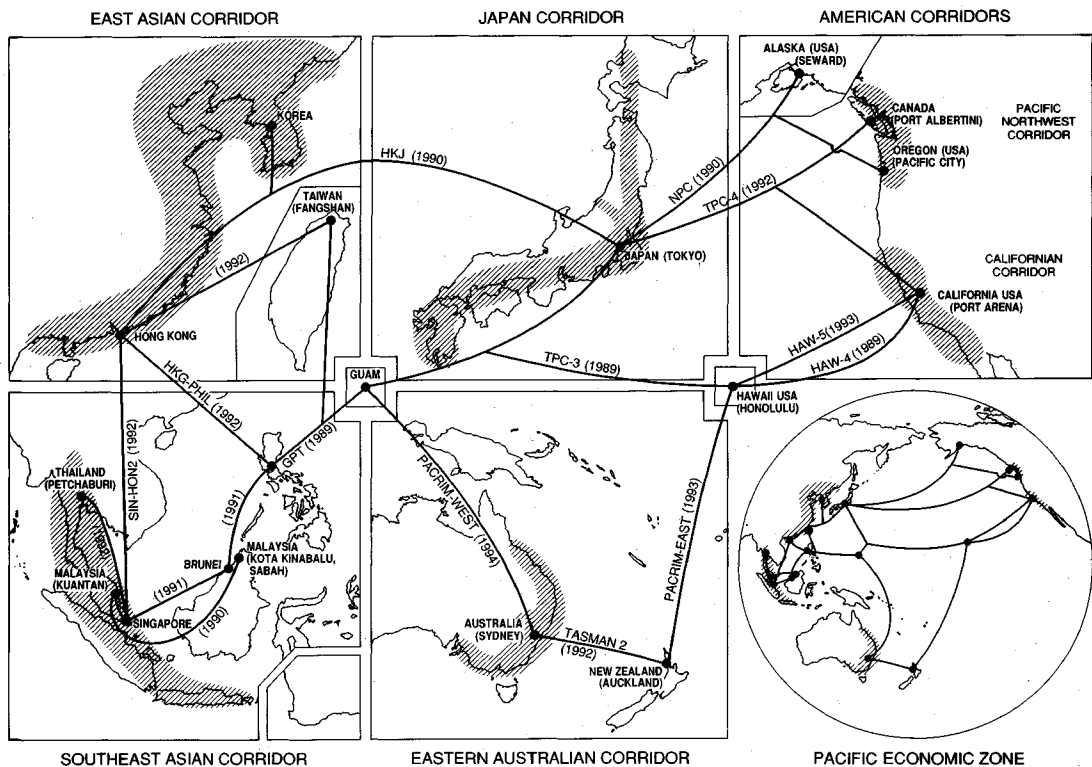 EAST ASIAN CORRIDOR
JAPAN CORRIDOR
AMERICAN CORRIDORS
KOREA
HKJ (1990)
TAIWAN
(FANGSHAN)
(1992)
HONG KONG
JAPAN (TOKYO)
NPC (1990)
TPC-4 (1992)
ALASKA (USA)
(SEWARD)
CANADA
(PORT ALBERTINI)
PACIFIC
NORTHWEST
CORRIDOR
OREGON (USA)
(PACIFIC CITY)
CALIFORNIAN
CORRIDOR
CALIFORNIA USA
(PORT ARENA)
HAW-5(1993)
HAW-4 (1989)
TPC-3 (1989)
GUAM
HAWAII USA
(HONOLULU)
HKG-PHIL (1992)
GPT (1989)
SIN-HON2 (1992)
THAILAND
(PETCHABURI)
(1992)
MALAYSIA
(KUANTAN)
SINGAPORE
(1991)
BRUNEI
MALAYSIA
(KOTA KINABALU,
SABAH)
(1991)
(1990)
PACRIM-WEST (1994)
PACRIM-EAST (1993)
AUSTRALIA
(SYDNEY)
TASMAN 2
(1992)
NEW ZEALAND
(AUCKLAND)
SOUTHEAST ASIAN CORRIDOR
EASTERN AUSTRALIAN CORRIDOR
PACIFIC ECONOMIC ZONE